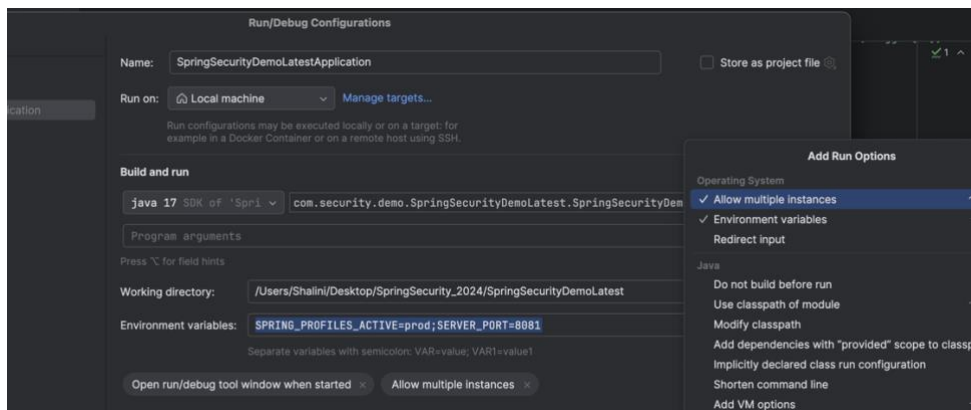 Run/Debug Configurations
Name: SpringSecurityDemoLatestApplication
Store as project file
Run on: Local machine Manage targets...
Run configurations may be executed locally or on a target: for
example in a Docker Container or on a remote host using SSH.
Build and run
java 17 SDK of 'Spri com.security.demo.SpringSecurityDemoLatest.SpringSecurityDem
Program arguments
Press ⌥ for field hints
Working directory: /Users/Shalini/Desktop/SpringSecurity_2024/SpringSecurityDemoLatest
Environment variables: SPRING_PROFILES_ACTIVE=prod;SERVER_PORT=8081
Separate variables with semicolon: VAR=value; VAR1=value1
Open run/debug tool window when started × Allow multiple instances ×
ication
1
Add Run Options
Operating System
✓ Allow multiple instances
✓ Environment variables
Redirect input
Java
Do not build before run
Use classpath of module
Modify classpath
Add dependencies with "provided" scope to classp
Implicitly declared class run configuration
Shorten command line
Add VM options